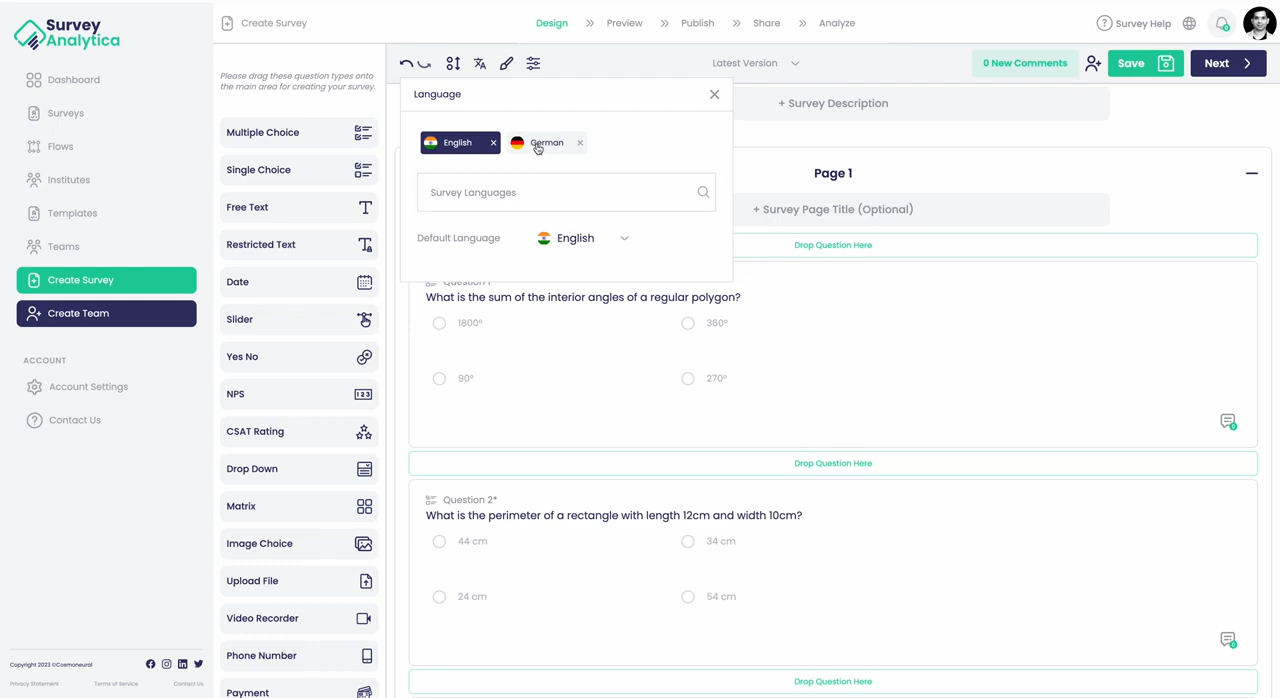 Survey
Analytica
Dashboard
Surveys
Flows
Institutes
Templates
Teams
Create Survey
Create Team
ACCOUNT
Account Settings
Contact Us
Copyright 2023 ©Cosmoneural
Privacy Statement
Terms of Service
Contact Us
Create Survey
Design
Preview
Publish
Share
Analyze
Survey Help
Please drag these question types onto
the main area for creating your survey.
Multiple Choice
Single Choice
Free Text
Restricted Text
Date
Slider
Yes No
NPS
123
CSAT Rating
Drop Down
Matrix
Image Choice
Upload File
Video Recorder
Phone Number
Payment
Latest Version
0 New Comments
Save
Next
Language
English
German
Survey Languages
Default Language
English
+ Survey Description
Page 1
+ Survey Page Title (Optional)
Drop Question Here
Question 1*
What is the sum of the interior angles of a regular polygon?
1800°
360°
90°
270°
0
Drop Question Here
Question 2*
What is the perimeter of a rectangle with length 12cm and width 10cm?
44 cm
34 cm
24 cm
54 cm
0
Drop Question Here